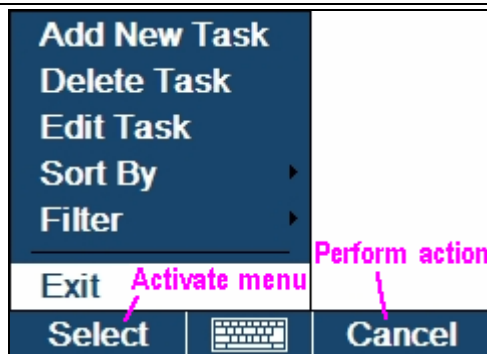 Add New Task
Delete Task
Edit Task
Sort By
Filter
Perform action
Exit Activate menu
Select Cancel